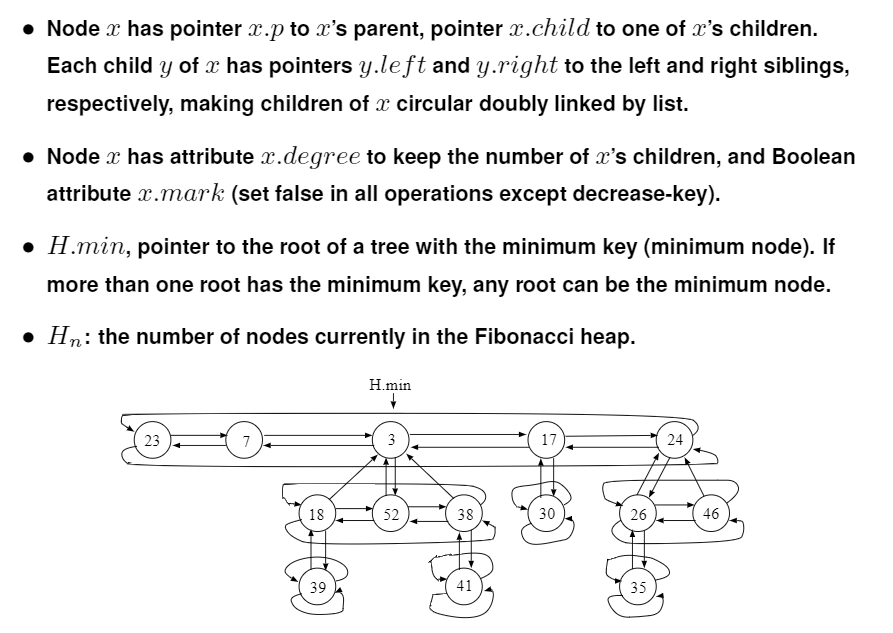 • Node x has pointer x.p to x's parent, pointer x.child to one of x's children.
Each child y of x has pointers y.left and y.right to the left and right siblings,
respectively, making children of x circular doubly linked by list.
• Node x has attribute x.degree to keep the number of x's children, and Boolean
attribute x.mark (set false in all operations except decrease-key).
• H.min, pointer to the root of a tree with the minimum key (minimum node). If
more than one root has the minimum key, any root can be the minimum node.
• Hₙ: the number of nodes currently in the Fibonacci heap.
H.min
23 7 3 17 24
18 52 38 30 26 46
39 41 35